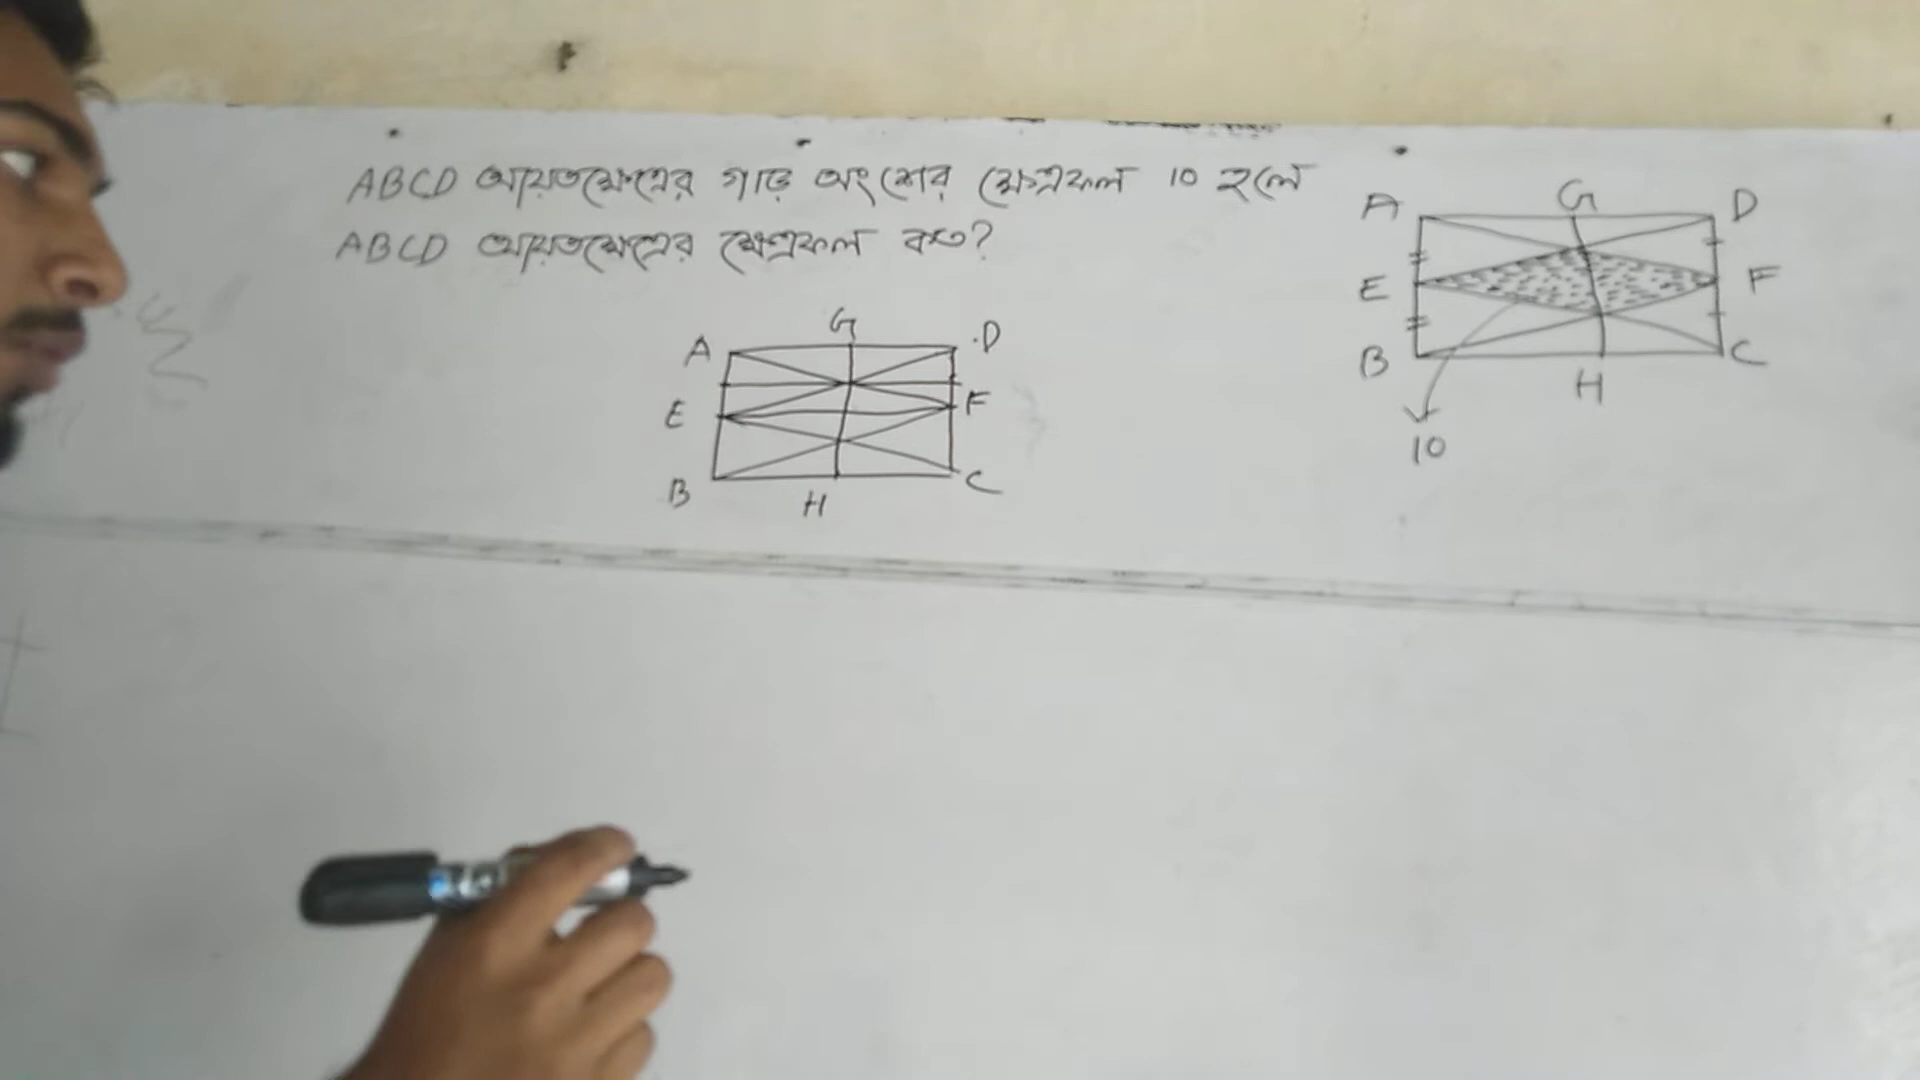 ABCD আয়তক্ষেত্রের গাঢ় অংশের ক্ষেত্রফল 10 হলে
ABCD আয়তক্ষেত্রের ক্ষেত্রফল কত?
A G D
E F
B H C
10
A G D
E F
B H C